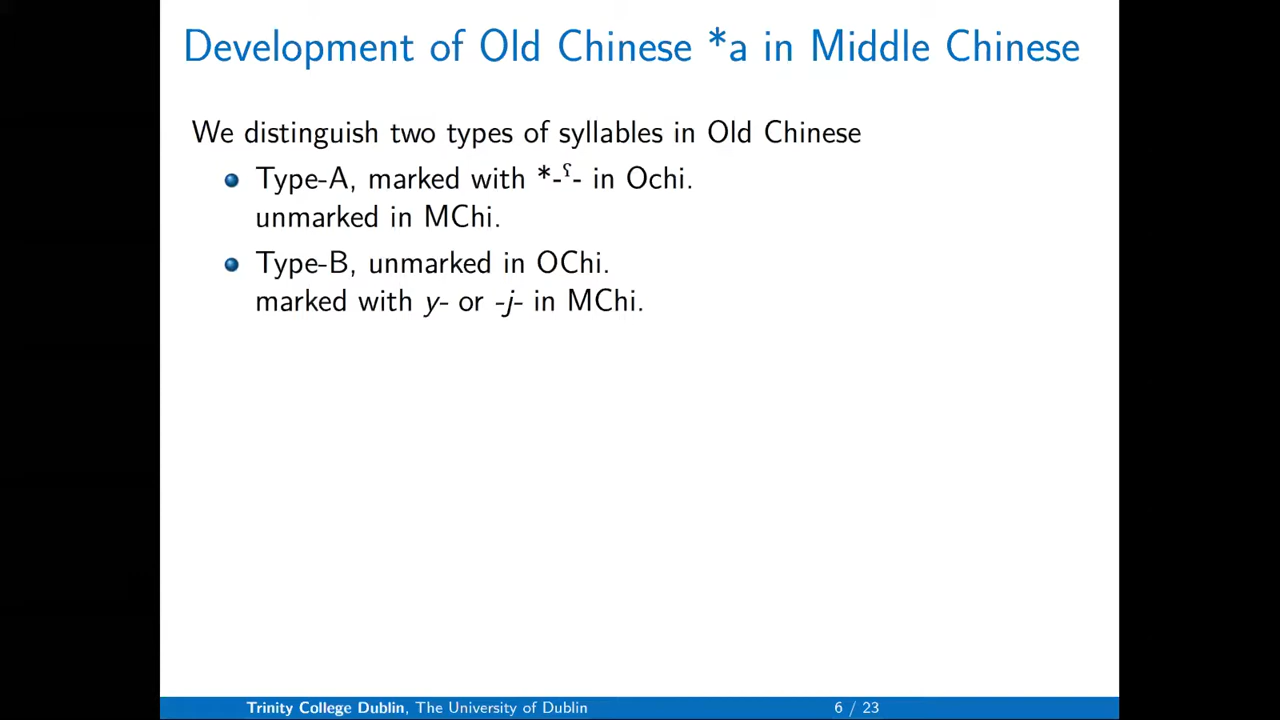 Development of Old Chinese *a in Middle Chinese
We distinguish two types of syllables in Old Chinese
Type-A, marked with *-ˤ- in Ochi.
unmarked in MChi.
Type-B, unmarked in OChi.
marked with y- or -j- in MChi.
Trinity College Dublin, The University of Dublin 6 / 23